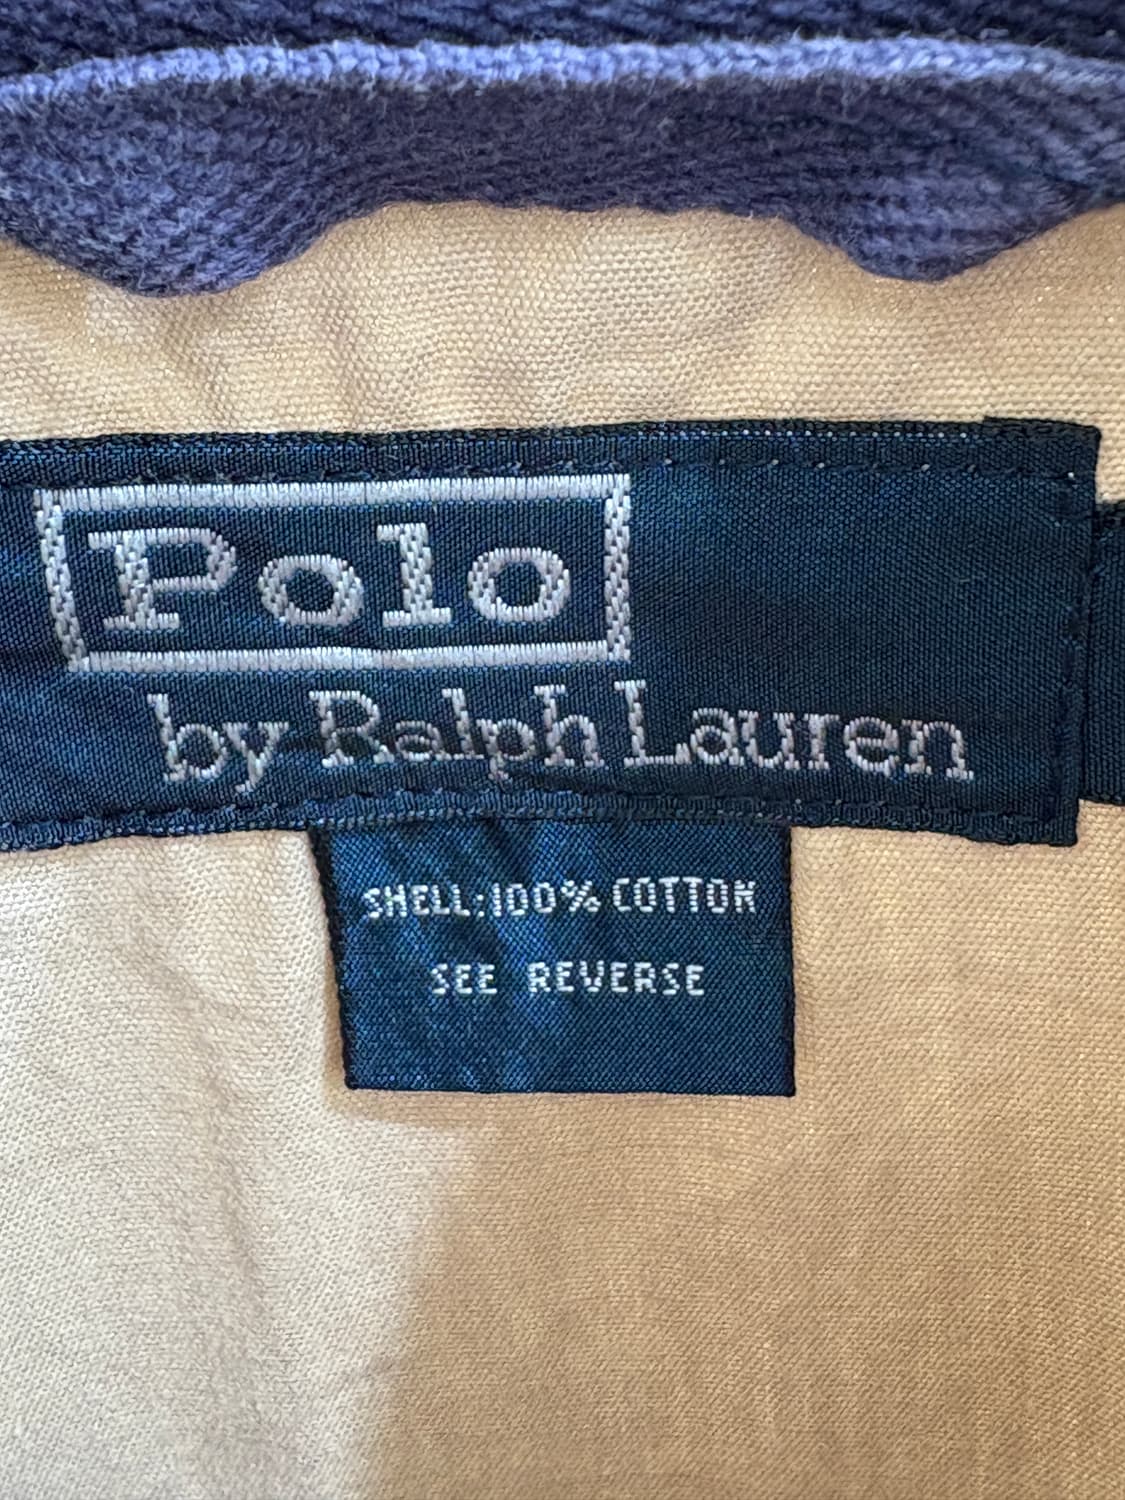 Polo
by Ralph Lauren
SHELL:100% COTTON
SEE REVERSE